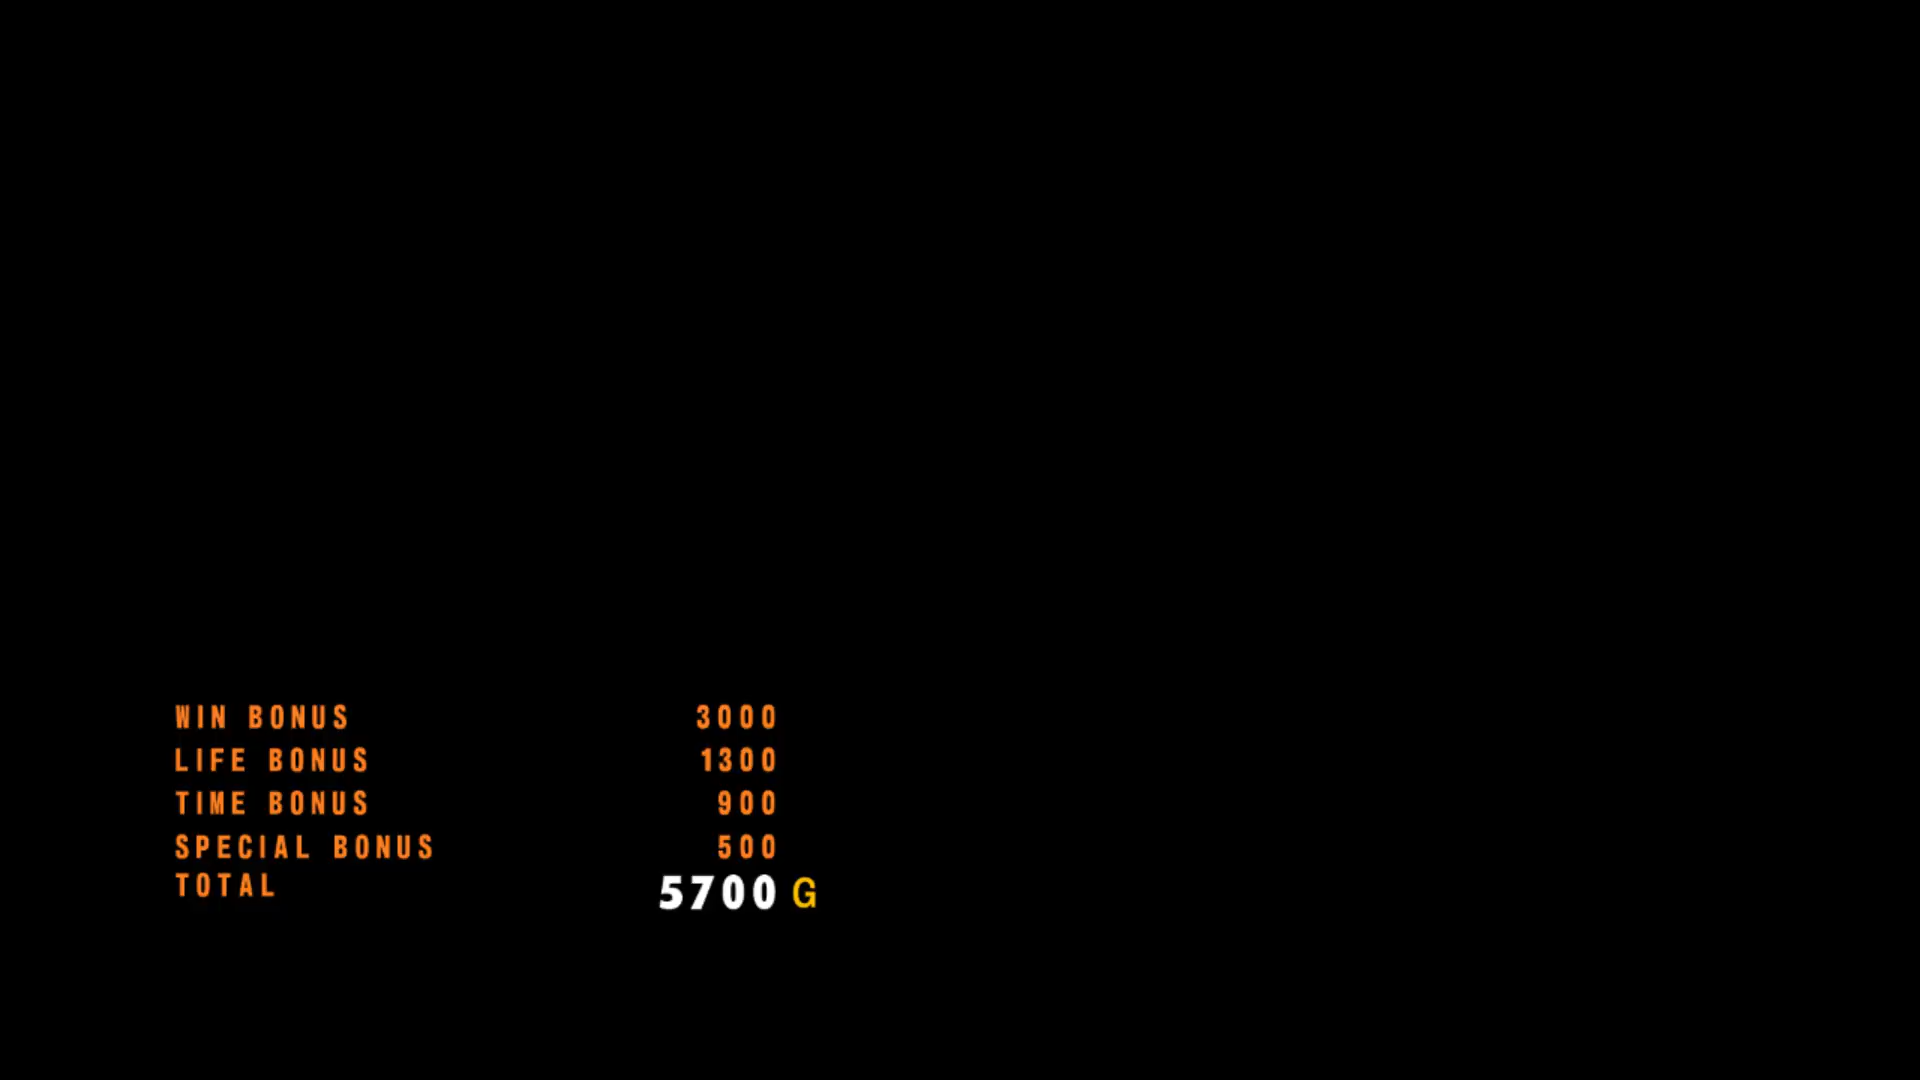 WIN BONUS 3000
LIFE BONUS 1300
TIME BONUS 900
SPECIAL BONUS 500
TOTAL 5700 G